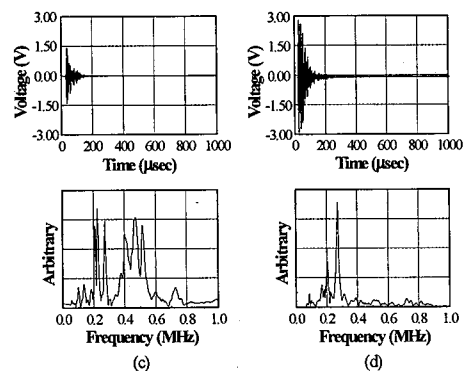 3.00
1.50
0.00
-1.50
-3.00
Voltage (V)
0 200 400 600 800 1000
Time (μsec)
3.00
1.50
0.00
-1.50
-3.00
Voltage (V)
0 200 400 600 800 1000
Time (μsec)
Arbitrary
0.0 0.2 0.4 0.6 0.8 1.0
Frequency (MHz)
(c)
Arbitrary
0.0 0.2 0.4 0.6 0.8 1.0
Frequency (MHz)
(d)